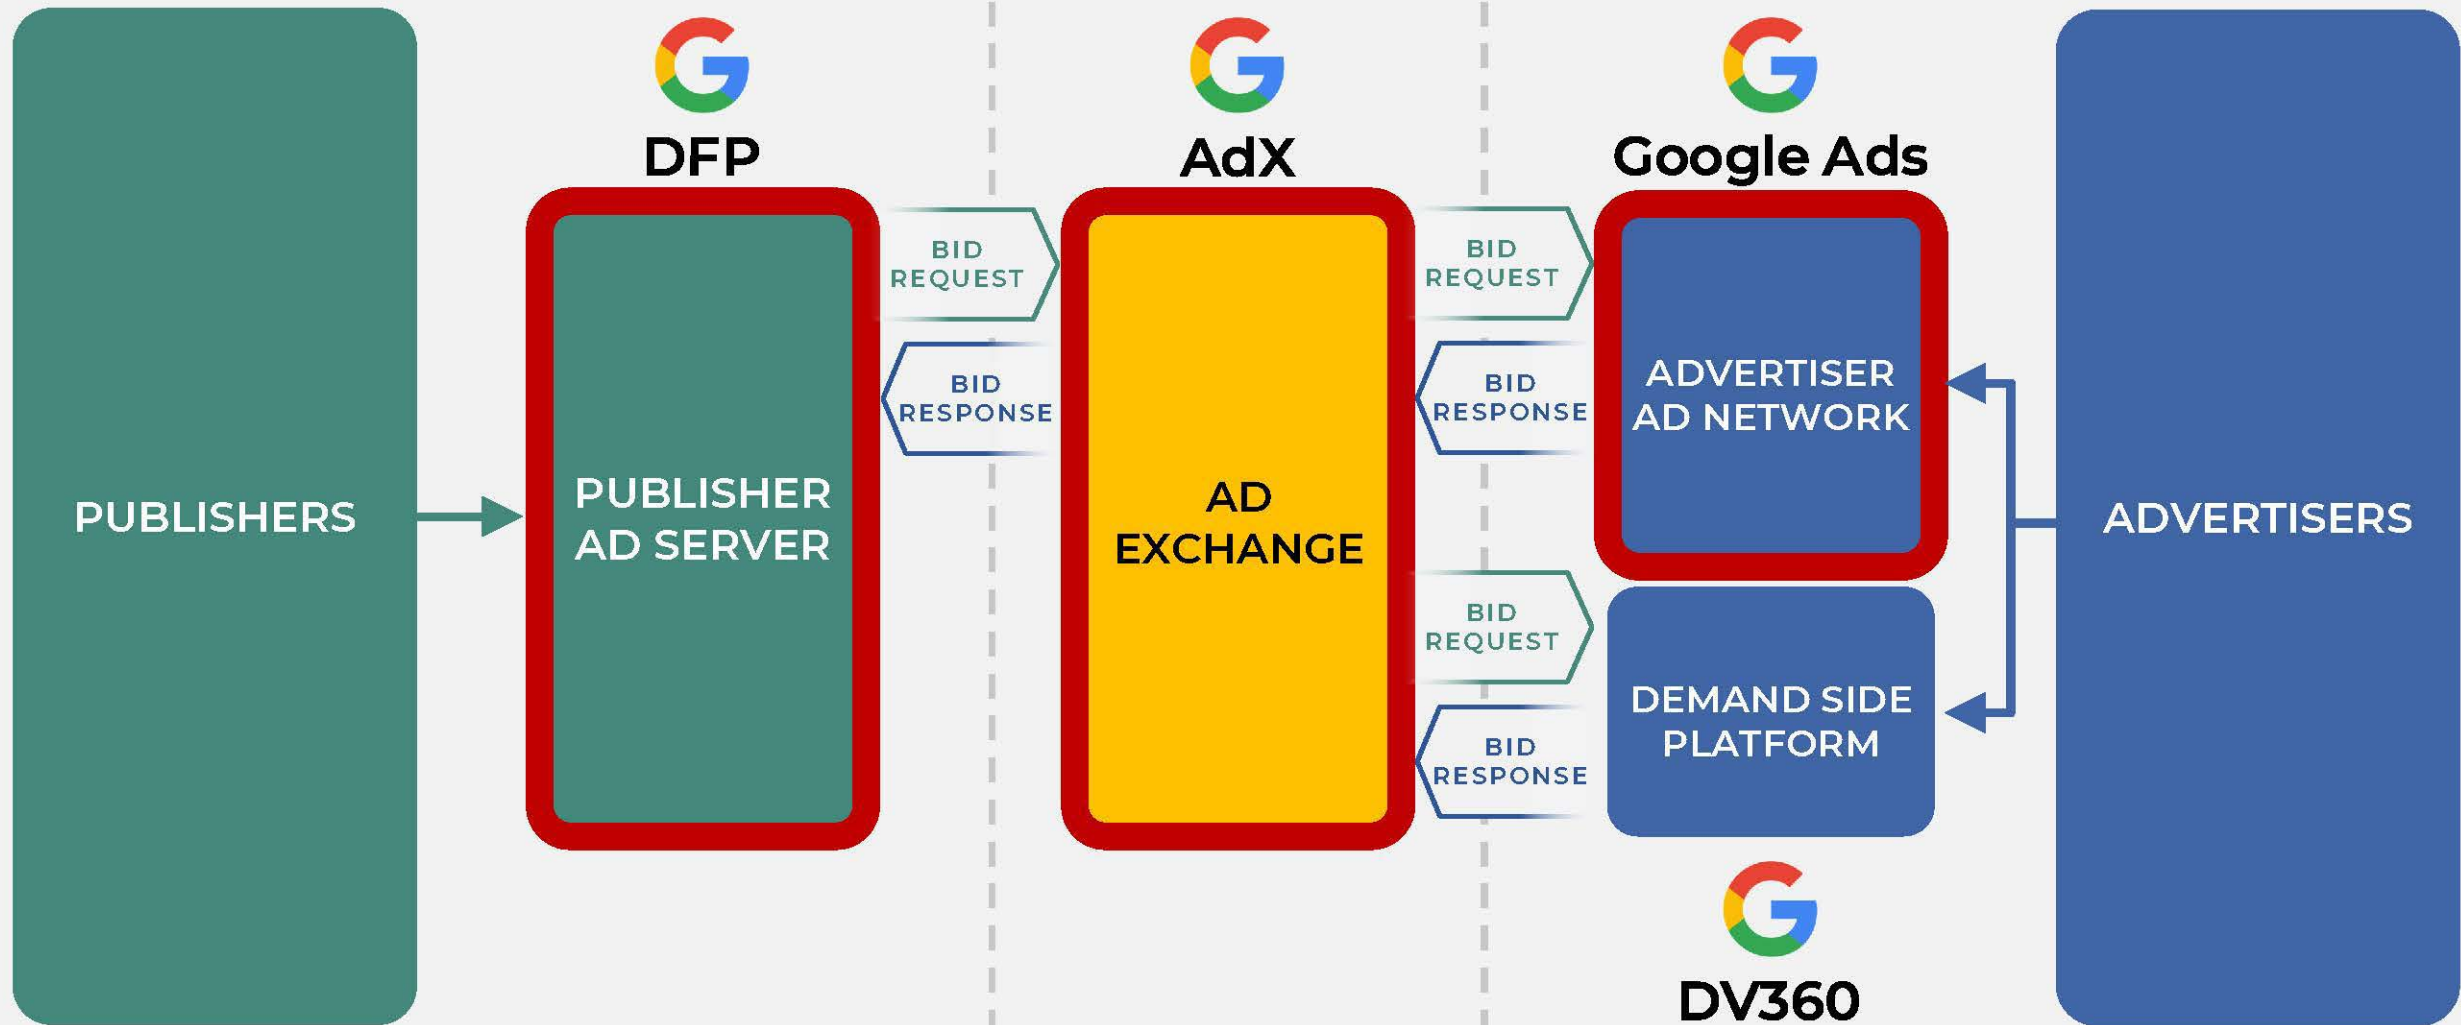 DFP
AdX
Google Ads
PUBLISHERS
PUBLISHER
AD SERVER
BID
REQUEST
BID
RESPONSE
AD
EXCHANGE
BID
REQUEST
BID
RESPONSE
BID
REQUEST
BID
RESPONSE
ADVERTISER
AD NETWORK
DEMAND SIDE
PLATFORM
DV360
ADVERTISERS